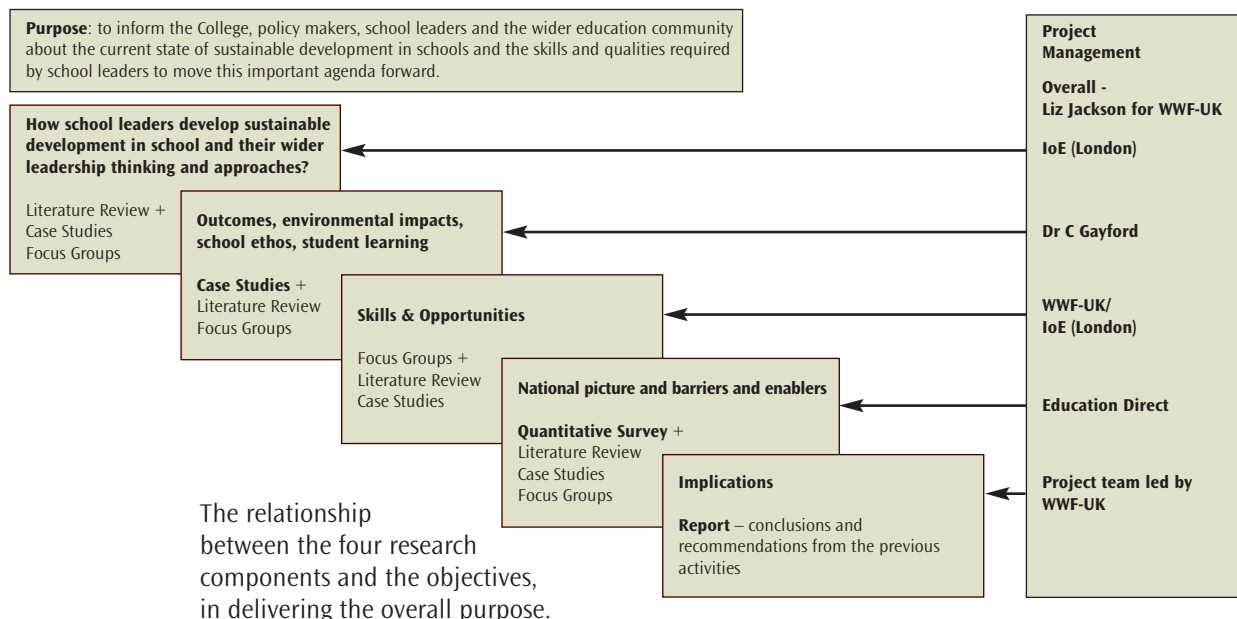 Purpose: to inform the College, policy makers, school leaders and the wider education community
about the current state of sustainable development in schools and the skills and qualities required
by school leaders to move this important agenda forward.
How school leaders develop sustainable
development in school and their wider
leadership thinking and approaches?
Literature Review +
Case Studies
Focus Groups
Outcomes, environmental impacts,
school ethos, student learning
Case Studies +
Literature Review
Focus Groups
Skills & Opportunities
Focus Groups +
Literature Review
Case Studies
National picture and barriers and enablers
Quantitative Survey +
Literature Review
Case Studies
Focus Groups
Implications
Report – conclusions and
recommendations from the previous
activities
Project
Management
Overall -
Liz Jackson for WWF-UK
IoE (London)
Dr C Gayford
WWF-UK/
IoE (London)
Education Direct
Project team led by
WWF-UK
The relationship
between the four research
components and the objectives,
in delivering the overall purpose.